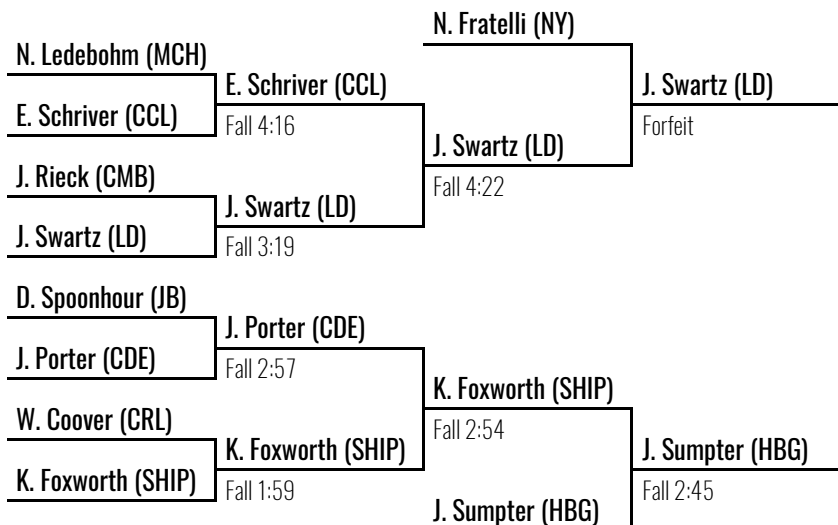 N. Fratelli (NY)
N. Ledebohm (MCH)
E. Schriver (CCL)
J. Swartz (LD)
E. Schriver (CCL)
Fall 4:16
Forfeit
J. Swartz (LD)
J. Rieck (CMB)
Fall 4:22
J. Swartz (LD)
J. Swartz (LD)
Fall 3:19
D. Spoonhour (JB)
J. Porter (CDE)
J. Porter (CDE)
Fall 2:57
K. Foxworth (SHIP)
W. Coover (CRL)
Fall 2:54
K. Foxworth (SHIP)
J. Sumpter (HBG)
K. Foxworth (SHIP)
Fall 1:59
Fall 2:45
J. Sumpter (HBG)